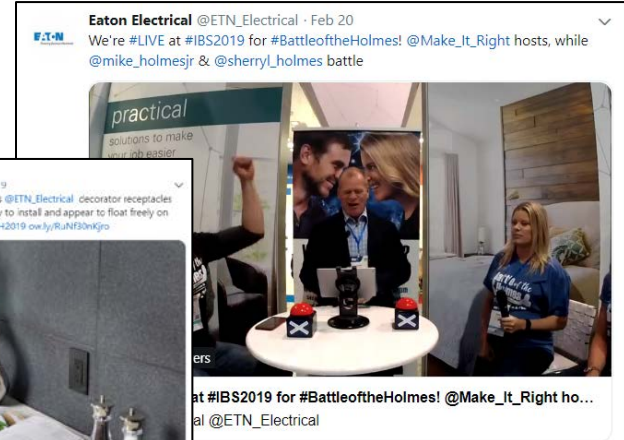 Eaton Electrical @ETN_Electrical · Feb 20
EAT•N
We're #LIVE at #IBS2019 for #BattleoftheHolmes! @Make_It_Right hosts, while
@mike_holmesjr & @sherryl_holmes battle
practical
solutions to make
your job easier
9
@ETN_Electrical decorator receptacles
to install and appear to float freely on
H2019 ow.ly/RuNf30nKjro
ers
at #IBS2019 for #BattleoftheHolmes! @Make_It_Right ho...
al @ETN_Electrical